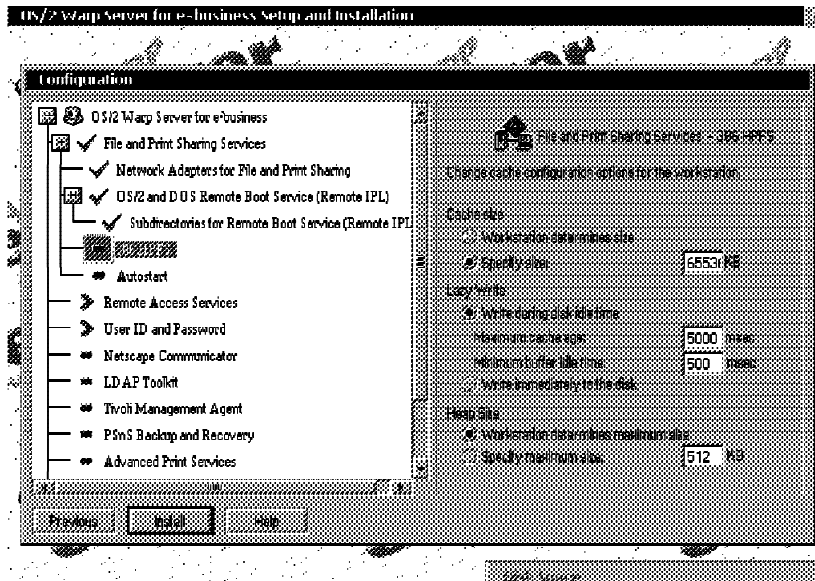 OS/2 Warp Server for e-business Setup and Installation
Configuration
OS/2 Warp Server for e-business
File and Print Sharing Services
Network Adapters for File and Print Sharing
OS/2 and DOS Remote Boot Service (Remote IPL)
Subdirectories for Remote Boot Service (Remote IPL
Autostart
Remote Access Services
User ID and Password
Netscape Communicator
LDAP Toolkit
Tivoli Management Agent
PSnS Backup and Recovery
Advanced Print Services
File and Print Sharing Services - 386 HPFS
Change cache configuration options for the workstation.
Cache size
Workstation determines size
Specify size: 6553 KB
Lazy Write
Write during disk idle time
Maximum cache age: 5000 msec
Minimum buffer idle time: 500 msec
Write immediately to the disk
Heap Size
Workstation determines maximum size
Specify maximum size: 512 KB
Previous
Install
Help